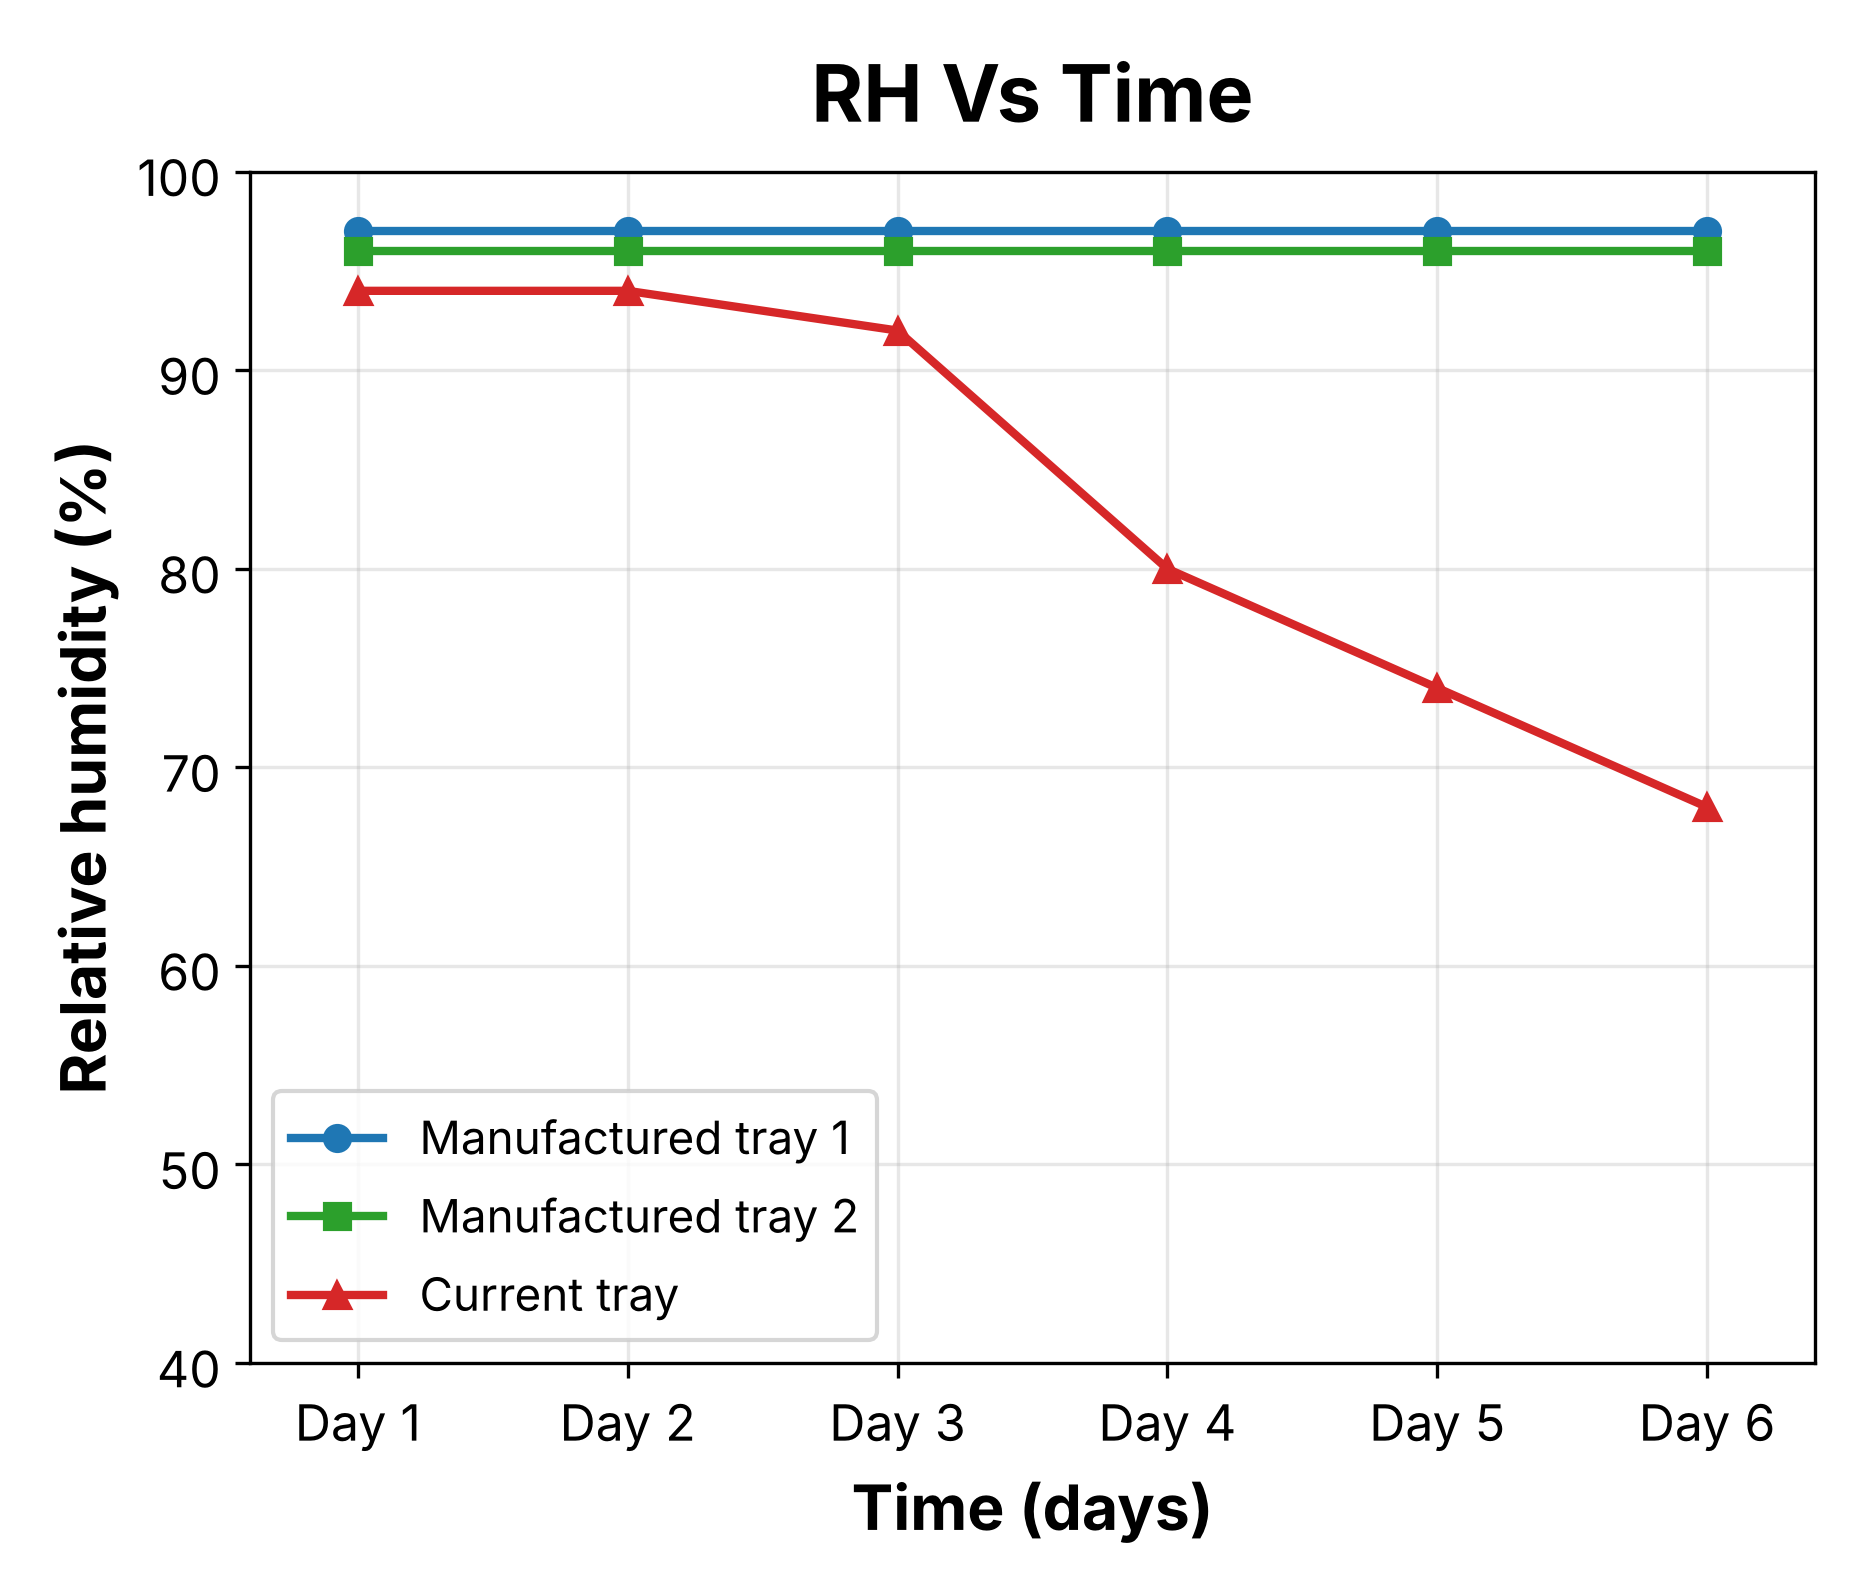 RH Vs Time
Relative humidity (%)
100
90
80
70
60
50
40
Manufactured tray 1
Manufactured tray 2
Current tray
Day 1 Day 2 Day 3 Day 4 Day 5 Day 6
Time (days)